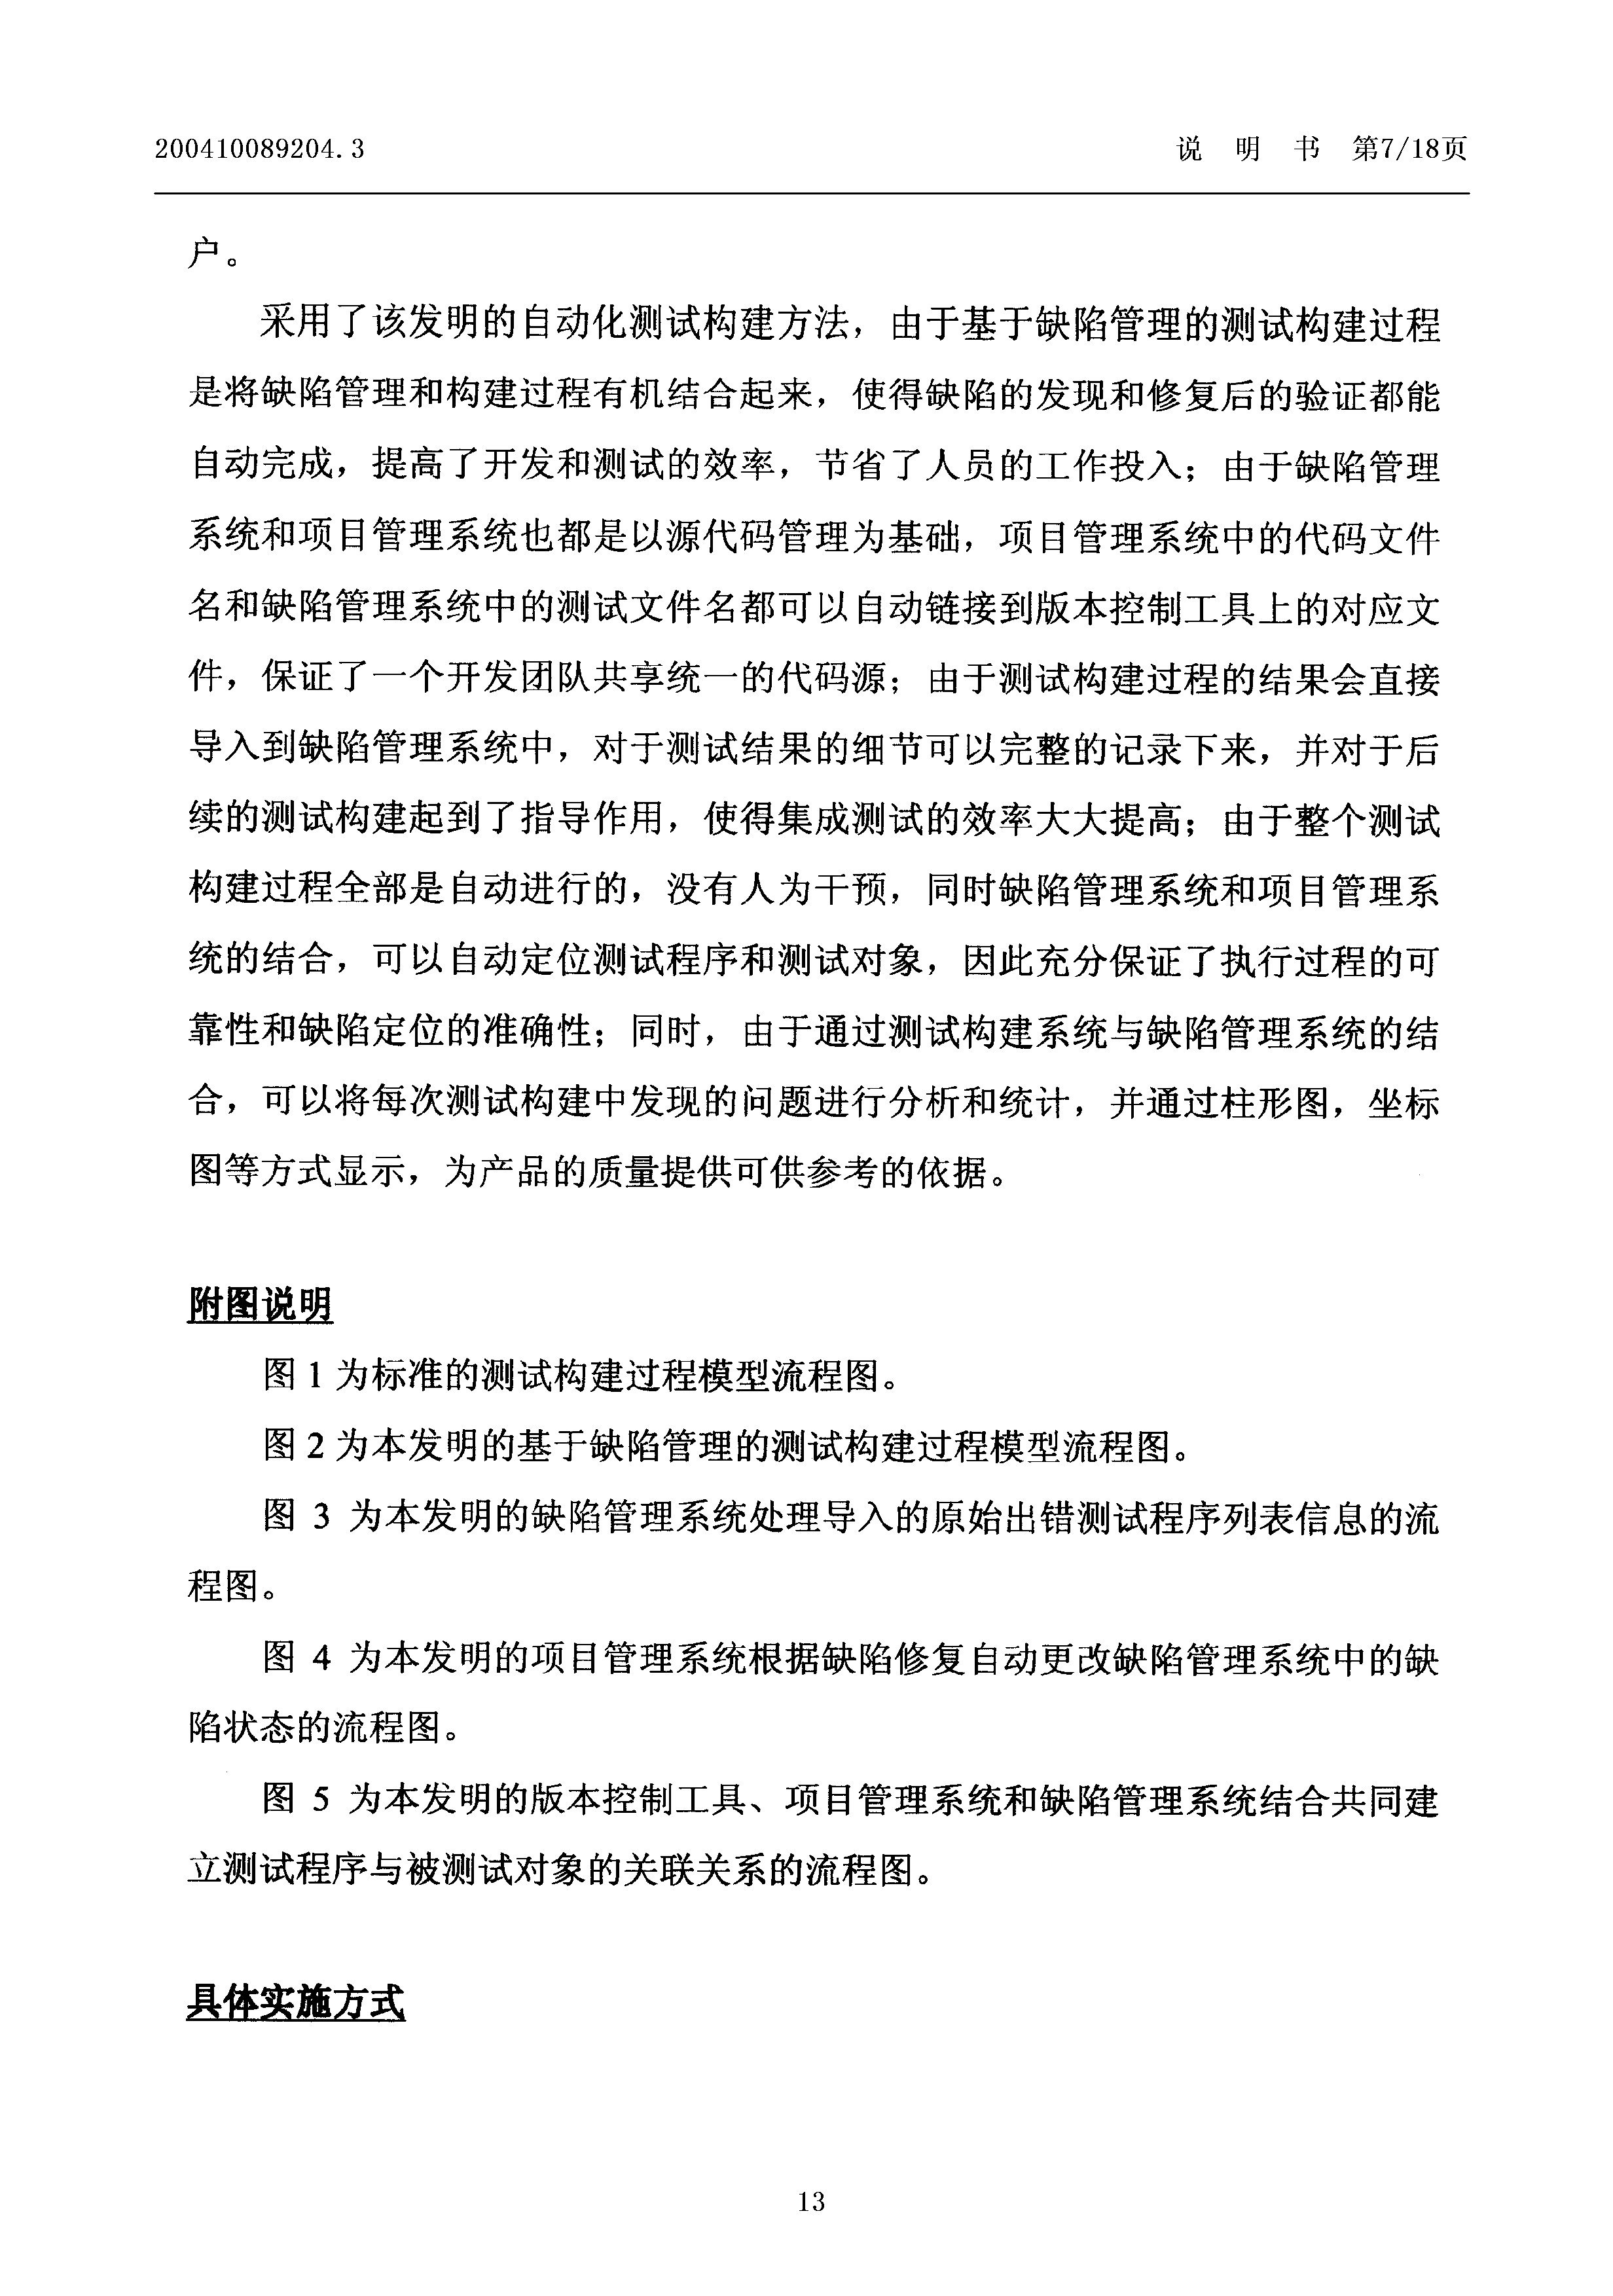 200410089204.3
说 明 书 第7/18页
户。
采用了该发明的自动化测试构建方法，由于基于缺陷管理的测试构建过程
是将缺陷管理和构建过程有机结合起来，使得缺陷的发现和修复后的验证都能
自动完成，提高了开发和测试的效率，节省了人员的工作投入；由于缺陷管理
系统和项目管理系统也都是以源代码管理为基础，项目管理系统中的代码文件
名和缺陷管理系统中的测试文件名都可以自动链接到版本控制工具上的对应文
件，保证了一个开发团队共享统一的代码源；由于测试构建过程的结果会直接
导入到缺陷管理系统中，对于测试结果的细节可以完整的记录下来，并对于后
续的测试构建起到了指导作用，使得集成测试的效率大大提高；由于整个测试
构建过程全部是自动进行的，没有人为干预，同时缺陷管理系统和项目管理系
统的结合，可以自动定位测试程序和测试对象，因此充分保证了执行过程的可
靠性和缺陷定位的准确性；同时，由于通过测试构建系统与缺陷管理系统的结
合，可以将每次测试构建中发现的问题进行分析和统计，并通过柱形图，坐标
图等方式显示，为产品的质量提供可供参考的依据。
附图说明
图 1 为标准的测试构建过程模型流程图。
图 2 为本发明的基于缺陷管理的测试构建过程模型流程图。
图 3 为本发明的缺陷管理系统处理导入的原始出错测试程序列表信息的流
程图。
图 4 为本发明的项目管理系统根据缺陷修复自动更改缺陷管理系统中的缺
陷状态的流程图。
图 5 为本发明的版本控制工具、项目管理系统和缺陷管理系统结合共同建
立测试程序与被测试对象的关联关系的流程图。
具体实施方式
13